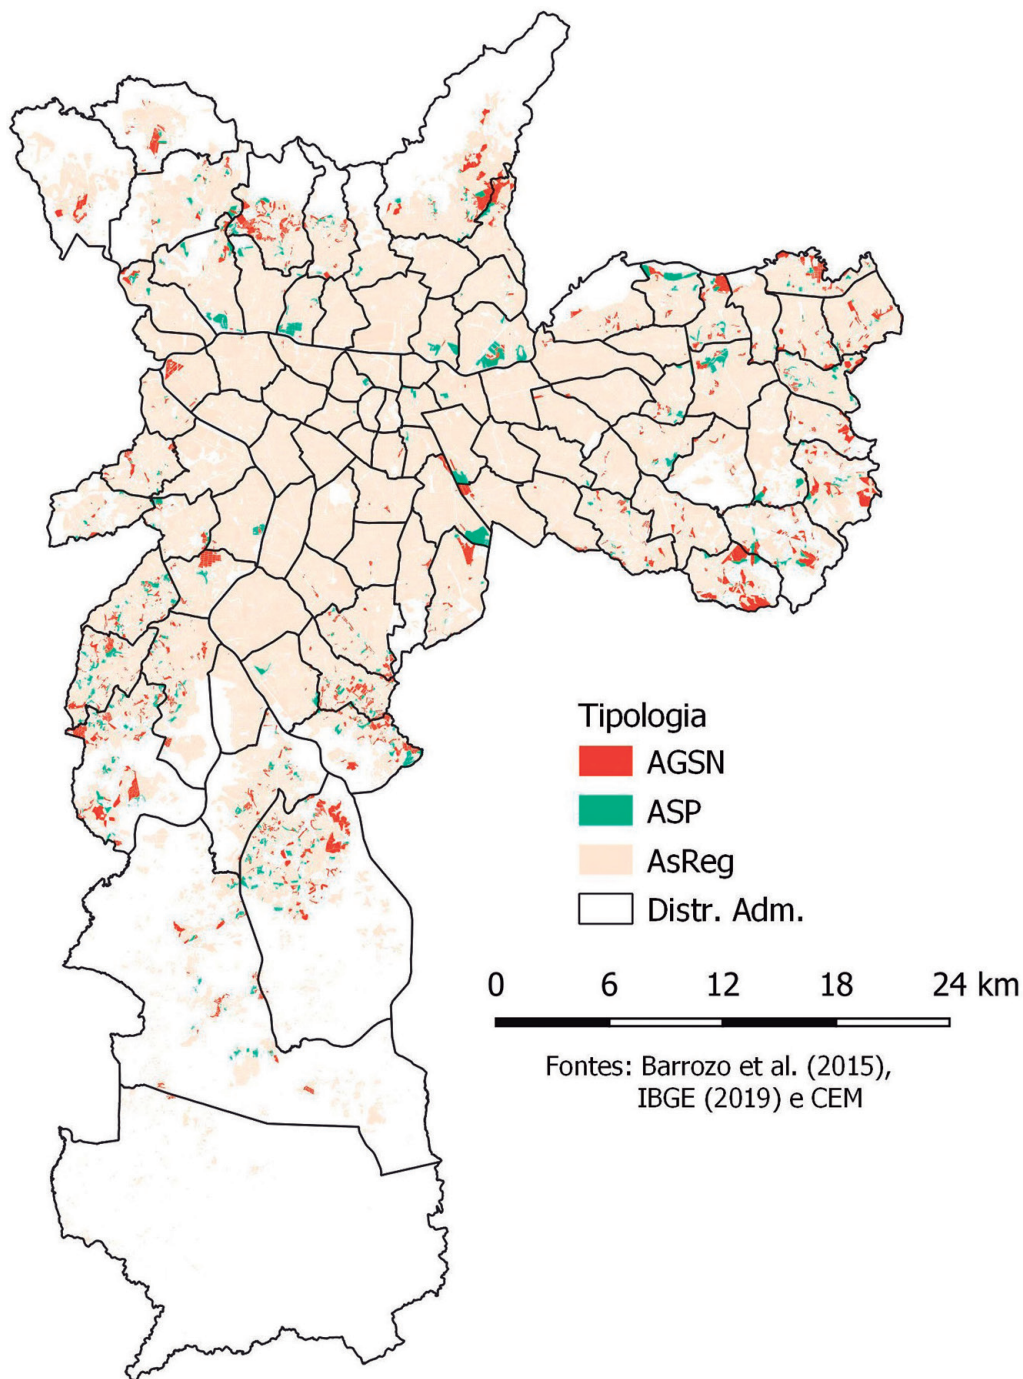 Tipologia
AGSN
ASP
AsReg
Distr. Adm.
0 6 12 18 24 km
Fontes: Barrozo et al. (2015),
IBGE (2019) e CEM